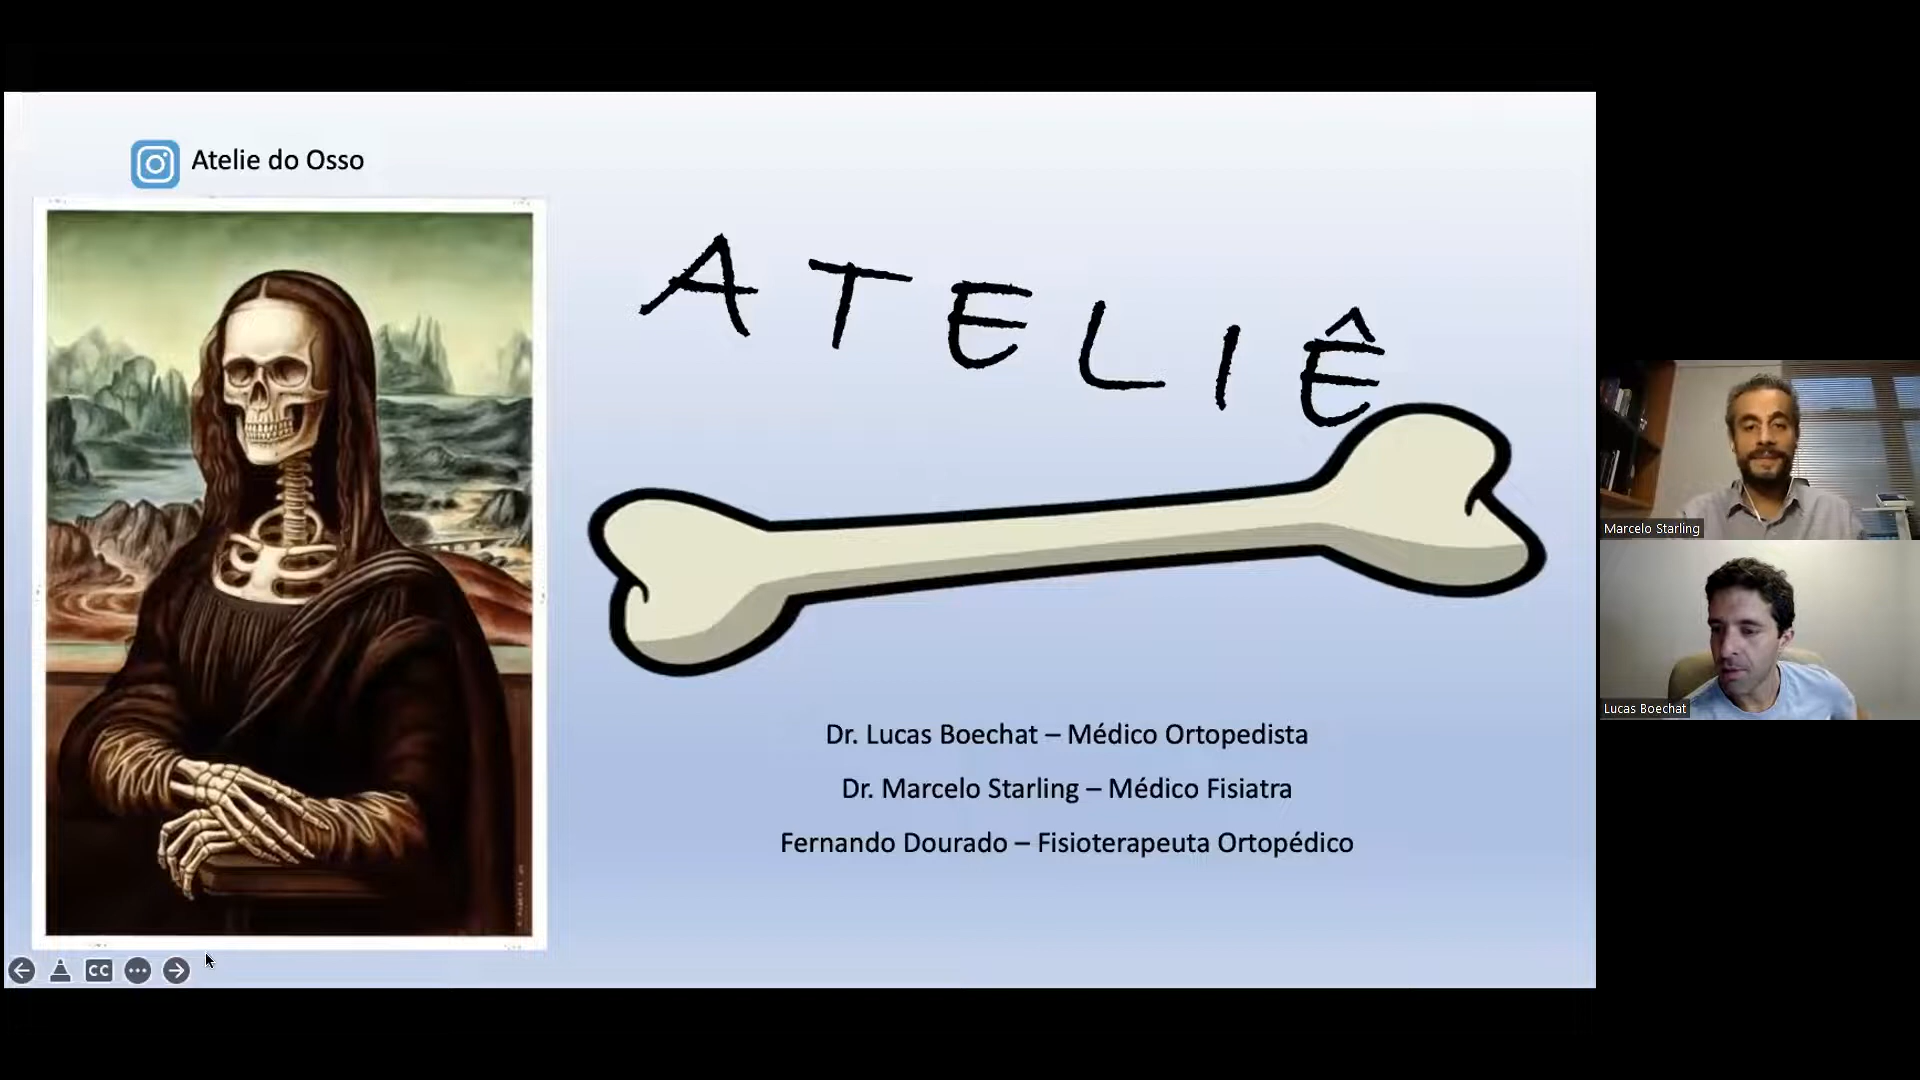 Atelie do Osso
ATELIÊ
Dr. Lucas Boechat – Médico Ortopedista
Dr. Marcelo Starling – Médico Fisiatra
Fernando Dourado – Fisioterapeuta Ortopédico
CC
Marcelo Starling
Lucas Boechat